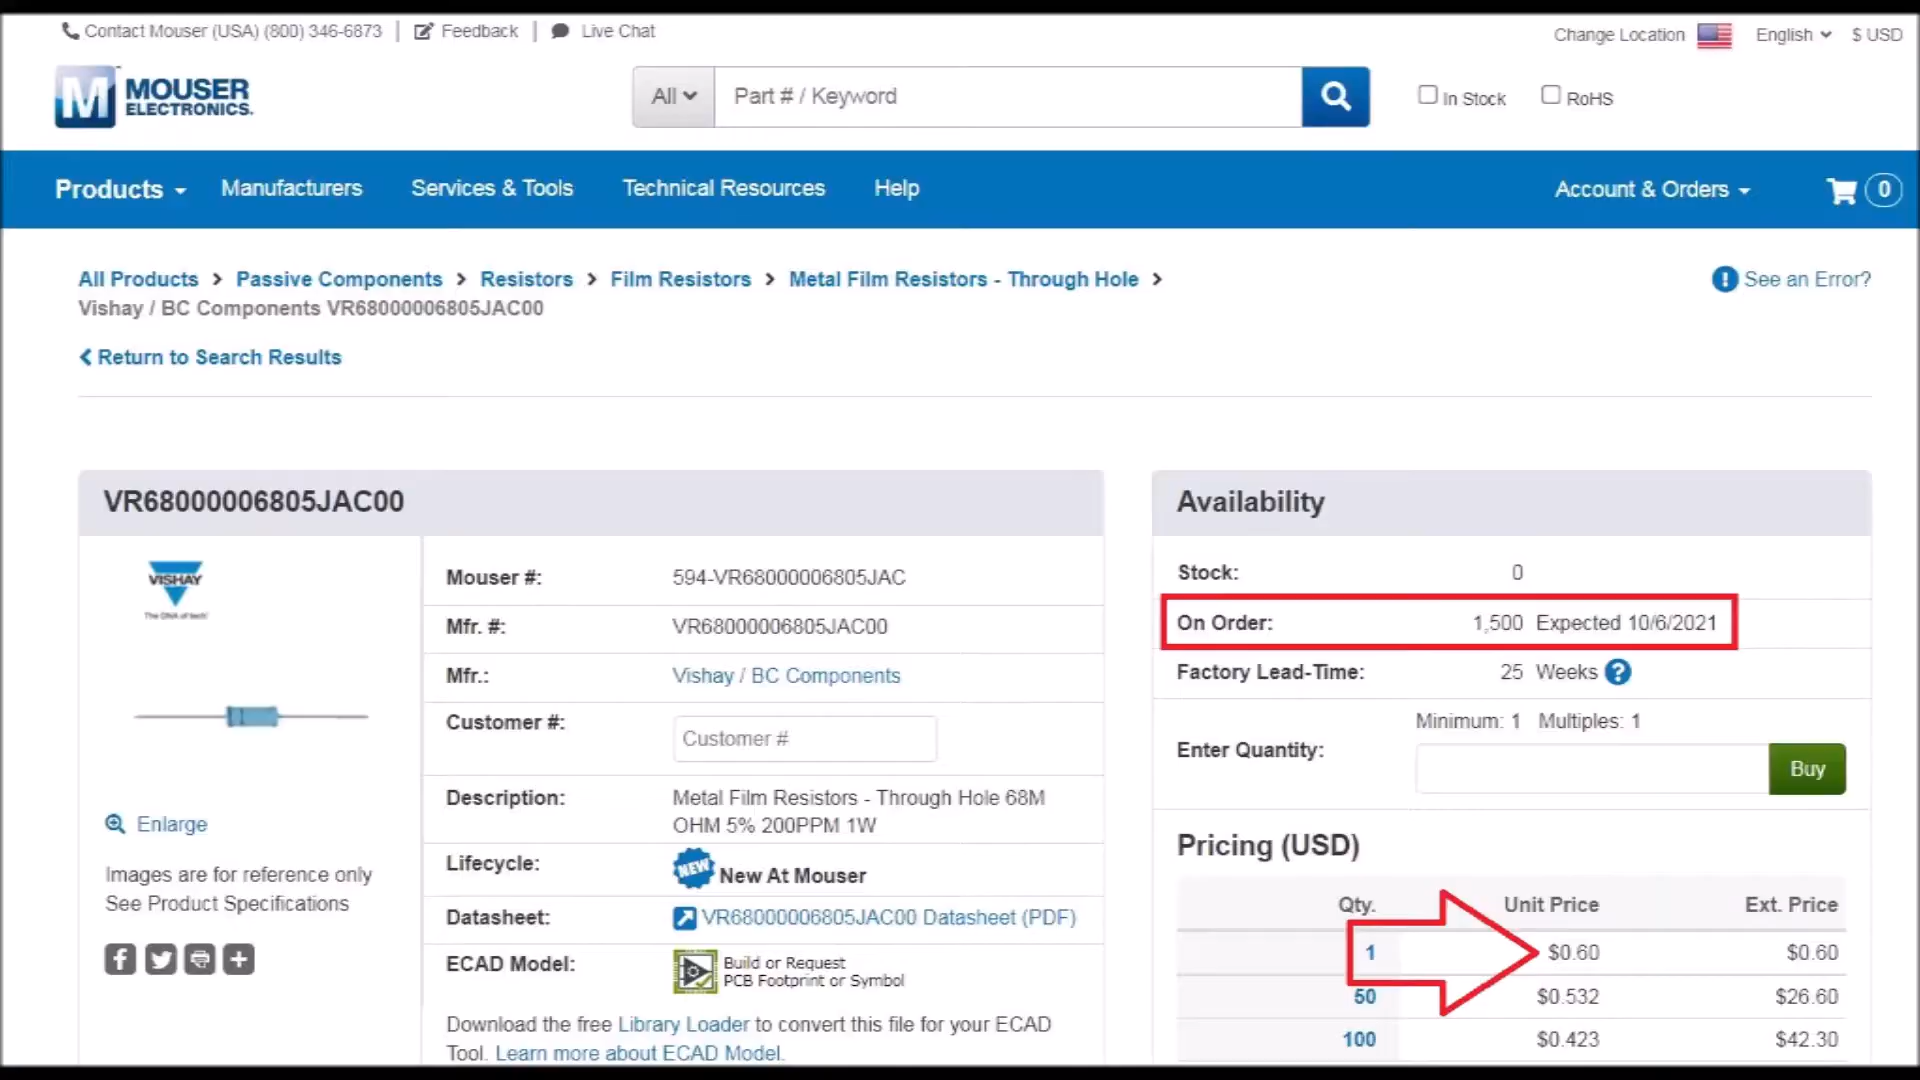 Contact Mouser (USA) (800) 346-6873 | Feedback | Live Chat
Change Location English $ USD
M MOUSER ELECTRONICS.
All Part # / Keyword In Stock RoHS
Products Manufacturers Services & Tools Technical Resources Help Account & Orders 0
All Products > Passive Components > Resistors > Film Resistors > Metal Film Resistors - Through Hole >
Vishay / BC Components VR68000006805JAC00
See an Error?
Return to Search Results
VR68000006805JAC00
VISHAY
The DNA of tech
Enlarge
Images are for reference only
See Product Specifications
Mouser #: 594-VR68000006805JAC
Mfr. #: VR68000006805JAC00
Mfr.: Vishay / BC Components
Customer #: Customer #
Description: Metal Film Resistors - Through Hole 68M
OHM 5% 200PPM 1W
Lifecycle: NEW New At Mouser
Datasheet: VR68000006805JAC00 Datasheet (PDF)
ECAD Model: Build or Request
PCB Footprint or Symbol
Download the free Library Loader to convert this file for your ECAD
Tool. Learn more about ECAD Model.
Availability
Stock: 0
On Order: 1,500 Expected 10/6/2021
Factory Lead-Time: 25 Weeks ?
Minimum: 1 Multiples: 1
Enter Quantity: Buy
Pricing (USD)
Qty. Unit Price Ext. Price
1 $0.60 $0.60
50 $0.532 $26.60
100 $0.423 $42.30